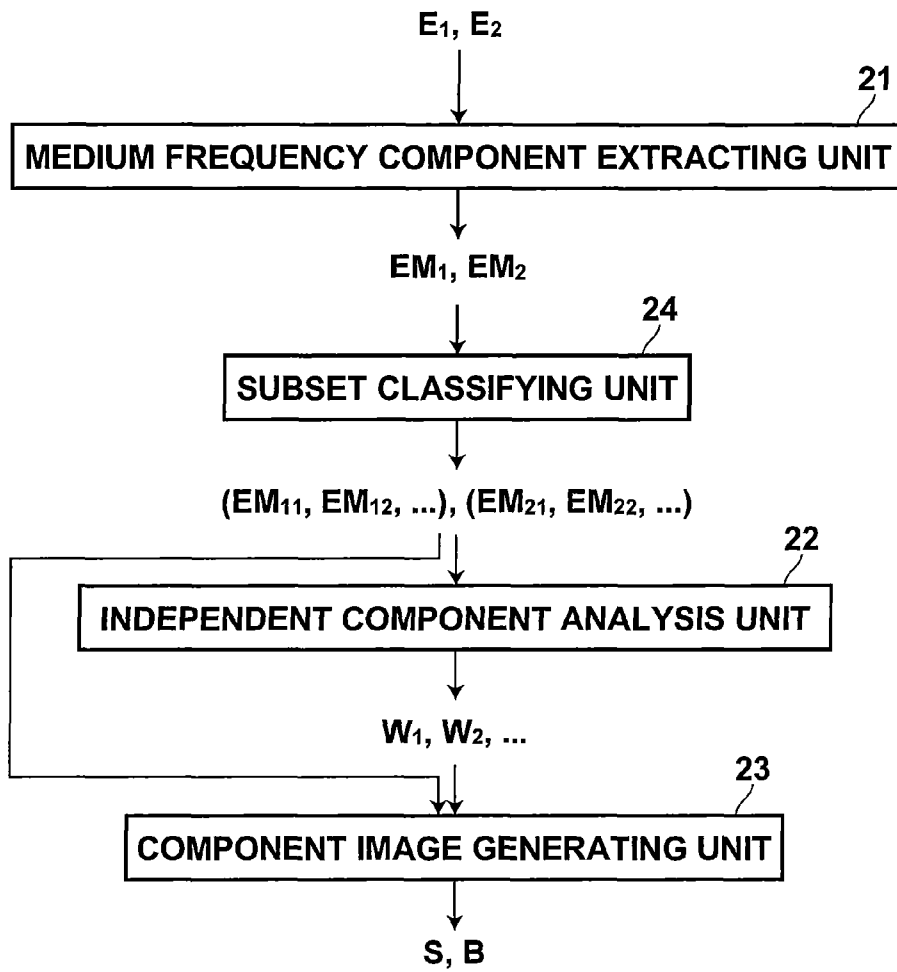 E₁, E₂
21
MEDIUM FREQUENCY COMPONENT EXTRACTING UNIT
EM₁, EM₂
24
SUBSET CLASSIFYING UNIT
(EM₁₁, EM₁₂, ...), (EM₂₁, EM₂₂, ...)
22
INDEPENDENT COMPONENT ANALYSIS UNIT
W₁, W₂, ...
23
COMPONENT IMAGE GENERATING UNIT
S, B